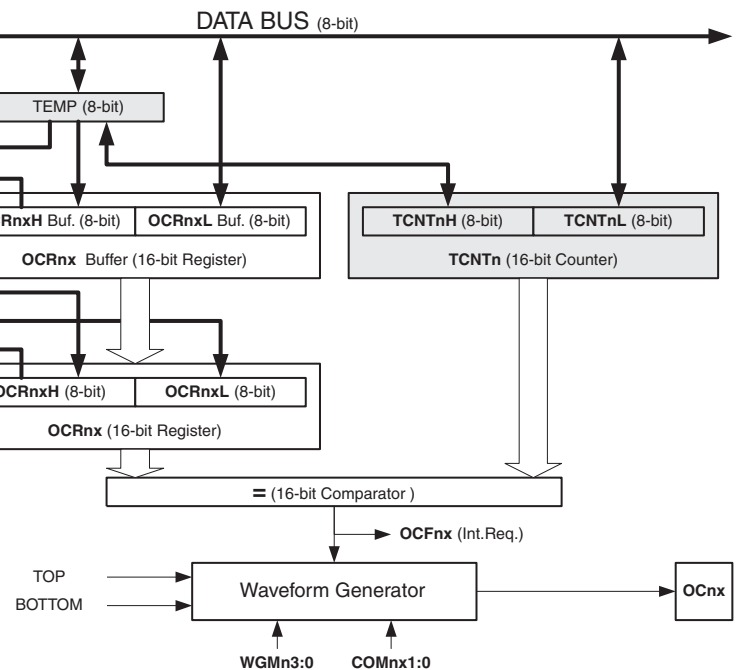 DATA BUS (8-bit)
TEMP (8-bit)
RnxH Buf. (8-bit) OCRnxL Buf. (8-bit) TCNTnH (8-bit) TCNTnL (8-bit)
OCRnx Buffer (16-bit Register) TCNTn (16-bit Counter)
OCRnxH (8-bit) OCRnxL (8-bit)
OCRnx (16-bit Register)
= (16-bit Comparator )
OCFnx (Int.Req.)
TOP
Waveform Generator
OCnx
BOTTOM
WGMn3:0 COMnx1:0